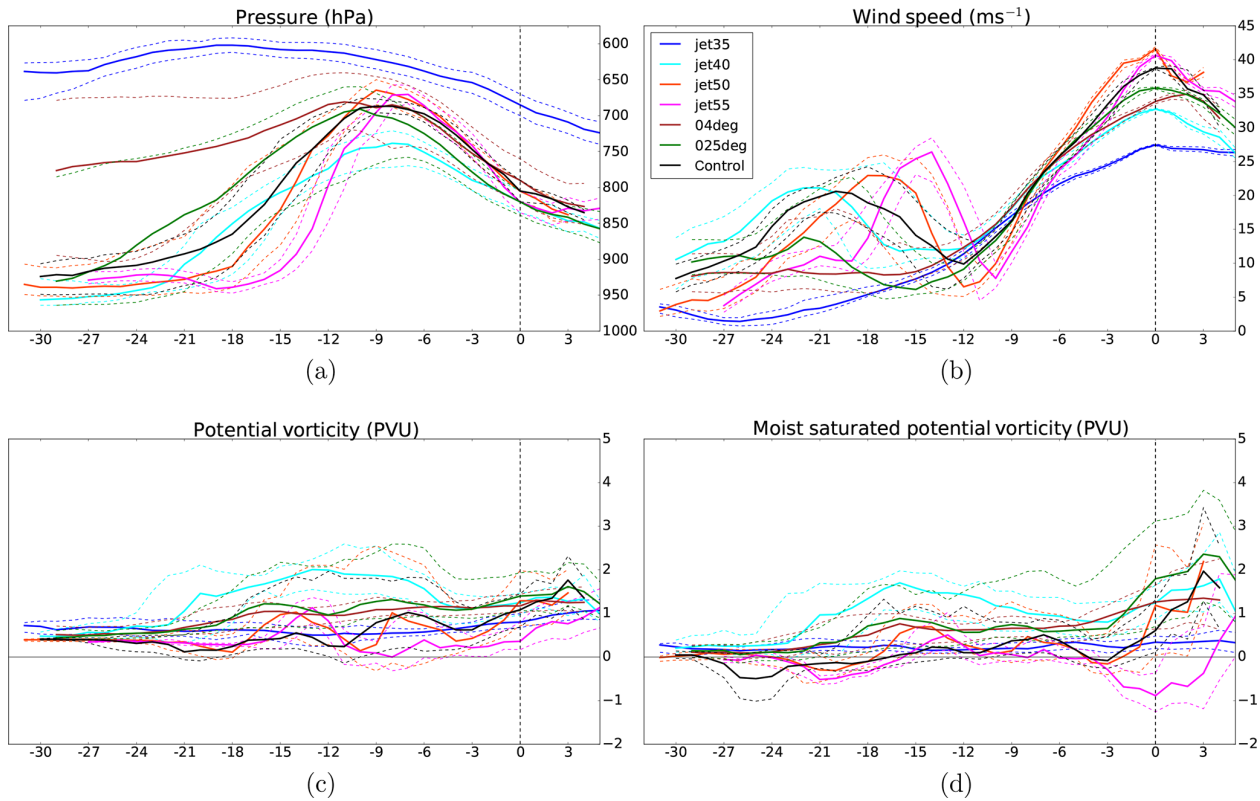 Pressure (hPa)
600
650
700
750
800
850
900
950
1000
-30 -27 -24 -21 -18 -15 -12 -9 -6 -3 0 3
(a)
Wind speed (ms⁻¹)
jet35
jet40
jet50
jet55
04deg
025deg
Control
45
40
35
30
25
20
15
10
5
0
-30 -27 -24 -21 -18 -15 -12 -9 -6 -3 0 3
(b)
Potential vorticity (PVU)
5
4
3
2
1
0
−1
−2
-30 -27 -24 -21 -18 -15 -12 -9 -6 -3 0 3
(c)
Moist saturated potential vorticity (PVU)
5
4
3
2
1
0
−1
−2
-30 -27 -24 -21 -18 -15 -12 -9 -6 -3 0 3
(d)